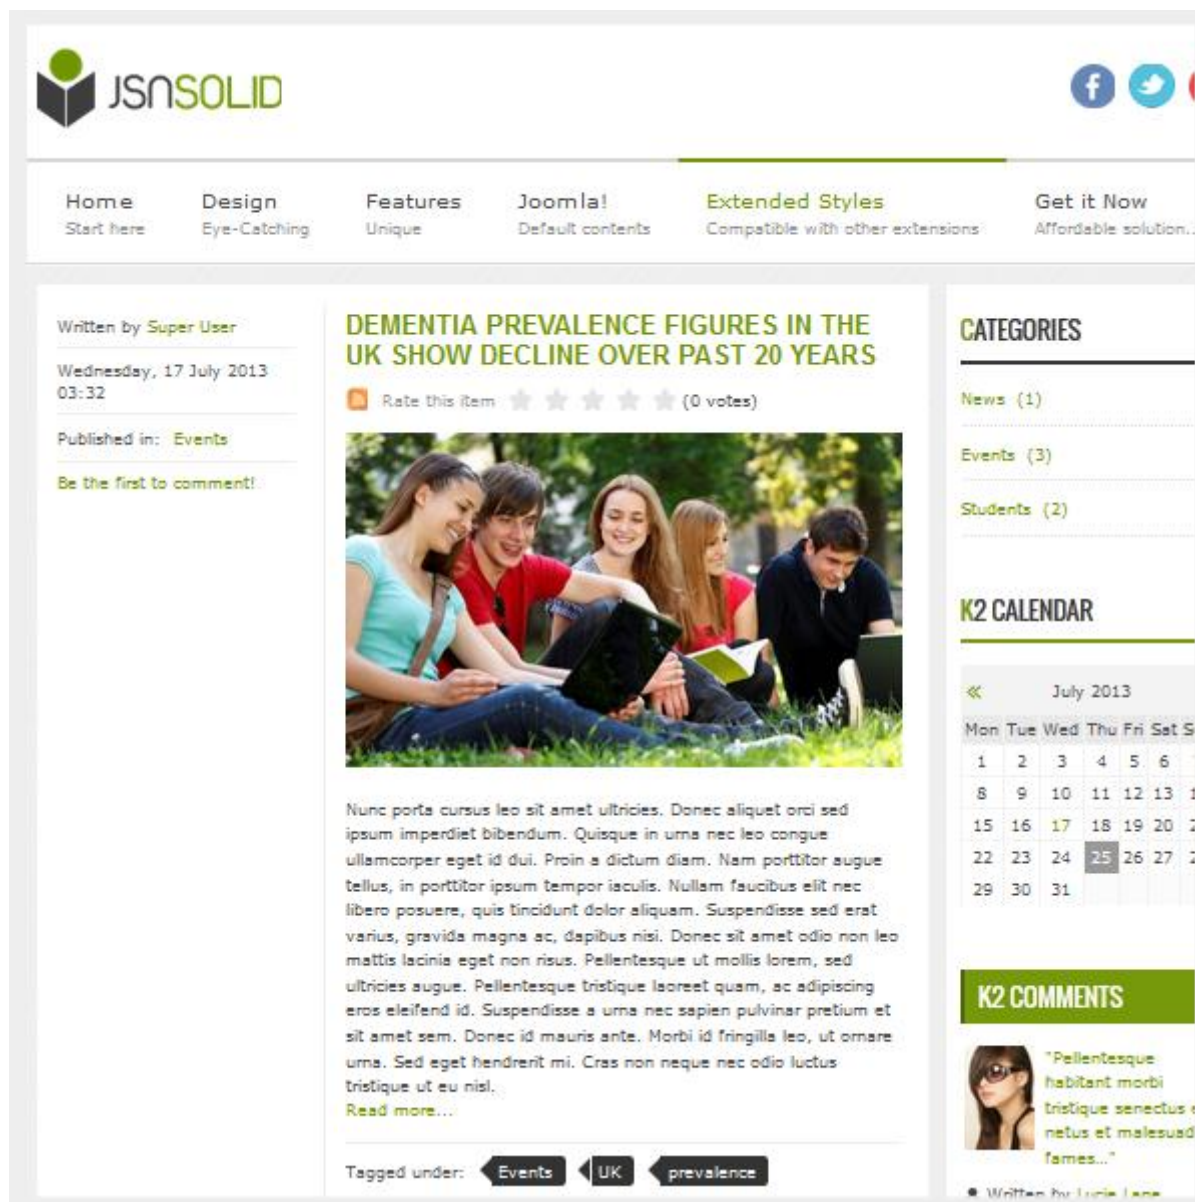 JSNSOLID
Home Design Features Joomla! Extended Styles Get it Now
Start here Eye-Catching Unique Default contents Compatible with other extensions Affordable solution...
Written by Super User
Wednesday, 17 July 2013
03:32
Published in: Events
Be the first to comment!
DEMENTIA PREVALENCE FIGURES IN THE
UK SHOW DECLINE OVER PAST 20 YEARS
Rate this item (0 votes)
Nunc porta cursus leo sit amet ultricies. Donec aliquet orci sed
ipsum imperdiet bibendum. Quisque in urna nec leo congue
ullamcorper eget id dui. Proin a dictum diam. Nam porttitor augue
tellus, in porttitor ipsum tempor iaculis. Nullam faucibus elit nec
libero posuere, quis tincidunt dolor aliquam. Suspendisse sed erat
varius, gravida magna ac, dapibus nisi. Donec sit amet odio non leo
mattis lacinia eget non risus. Pellentesque ut mollis lorem, sed
ultricies augue. Pellentesque tristique laoreet quam, ac adipiscing
eros eleifend id. Suspendisse a urna nec sapien pulvinar pretium et
sit amet sem. Donec id mauris ante. Morbi id fringilla leo, ut ornare
urna. Sed eget hendrerit mi. Cras non neque nec odio luctus
tristique ut eu nisl.
Read more...
Tagged under: Events UK prevalence
CATEGORIES
News (1)
Events (3)
Students (2)
K2 CALENDAR
« July 2013
Mon Tue Wed Thu Fri Sat
1 2 3 4 5 6
8 9 10 11 12 13
15 16 17 18 19 20
22 23 24 25 26 27
29 30 31
K2 COMMENTS
"Pellentesque
habitant morbi
tristique senectus
netus et malesuad
fames..."
Written by Lucie Lane